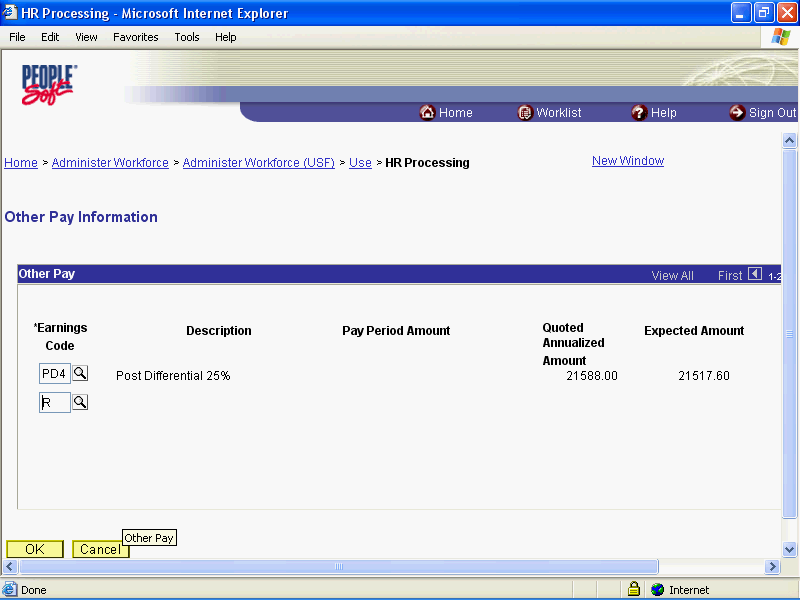 HR Processing - Microsoft Internet Explorer
File Edit View Favorites Tools Help
PEOPLE
Soft
Home Worklist Help Sign Out
Home > Administer Workforce > Administer Workforce (USF) > Use > HR Processing
New Window
Other Pay Information
Other Pay View All First 1-2
*Earnings
Code
Description
Pay Period Amount
Quoted
Annualized
Amount
Expected Amount
PD4 Post Differential 25% 21588.00 21517.60
R
Other Pay
OK Cancel
Done Internet